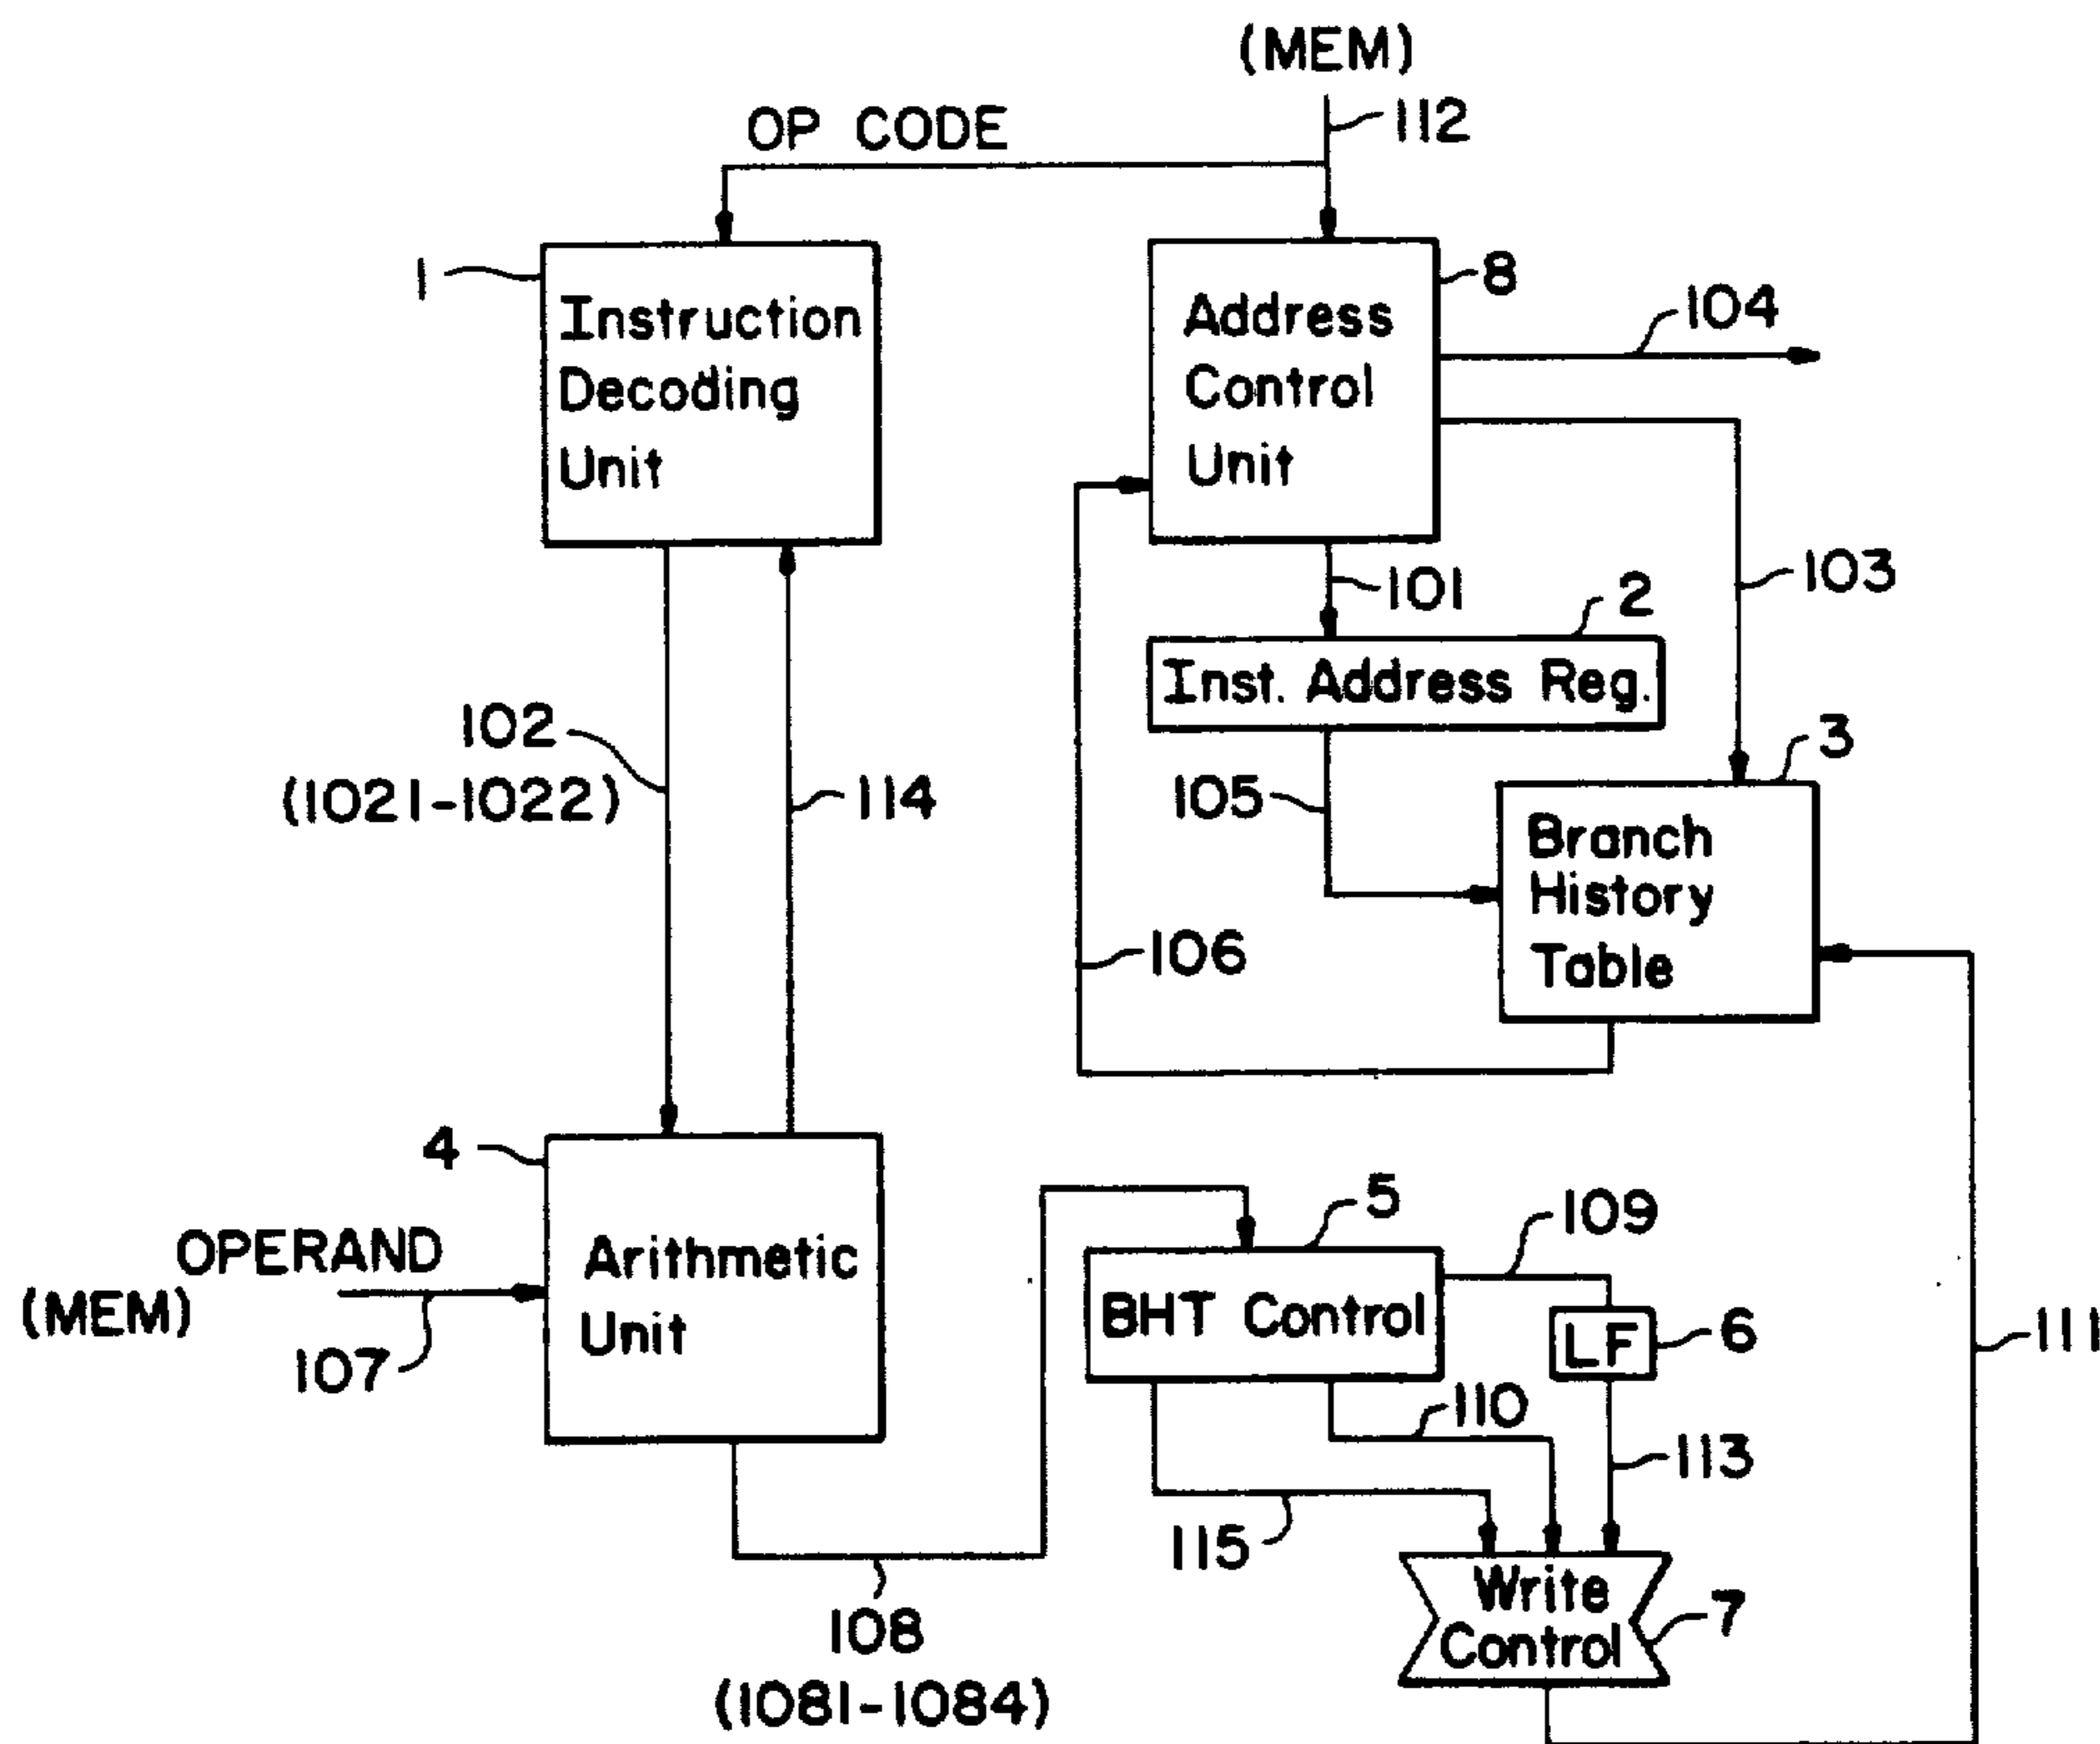 (MEM)
112
OP CODE
1
Instruction
Decoding
Unit
8
Address
Control
Unit
104
103
101
2
Inst. Address Reg.
102
(1021-1022)
114
105
3
Branch
History
Table
106
4
Arithmetic
Unit
OPERAND
(MEM)
107
5
109
BHT Control
LF
6
111
110
113
115
108
(1081-1084)
Write
Control
7